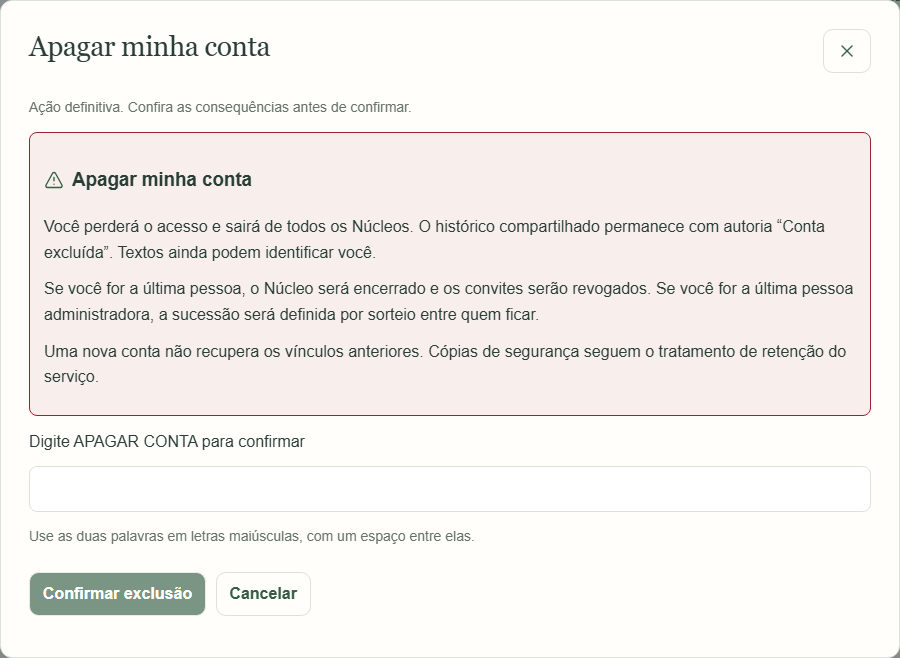 Apagar minha conta
Ação definitiva. Confira as consequências antes de confirmar.
Apagar minha conta
Você perderá o acesso e sairá de todos os Núcleos. O histórico compartilhado permanece com autoria “Conta
excluída”. Textos ainda podem identificar você.
Se você for a última pessoa, o Núcleo será encerrado e os convites serão revogados. Se você for a última pessoa
administradora, a sucessão será definida por sorteio entre quem ficar.
Uma nova conta não recupera os vínculos anteriores. Cópias de segurança seguem o tratamento de retenção do
serviço.
Digite APAGAR CONTA para confirmar
Use as duas palavras em letras maiúsculas, com um espaço entre elas.
Confirmar exclusão
Cancelar